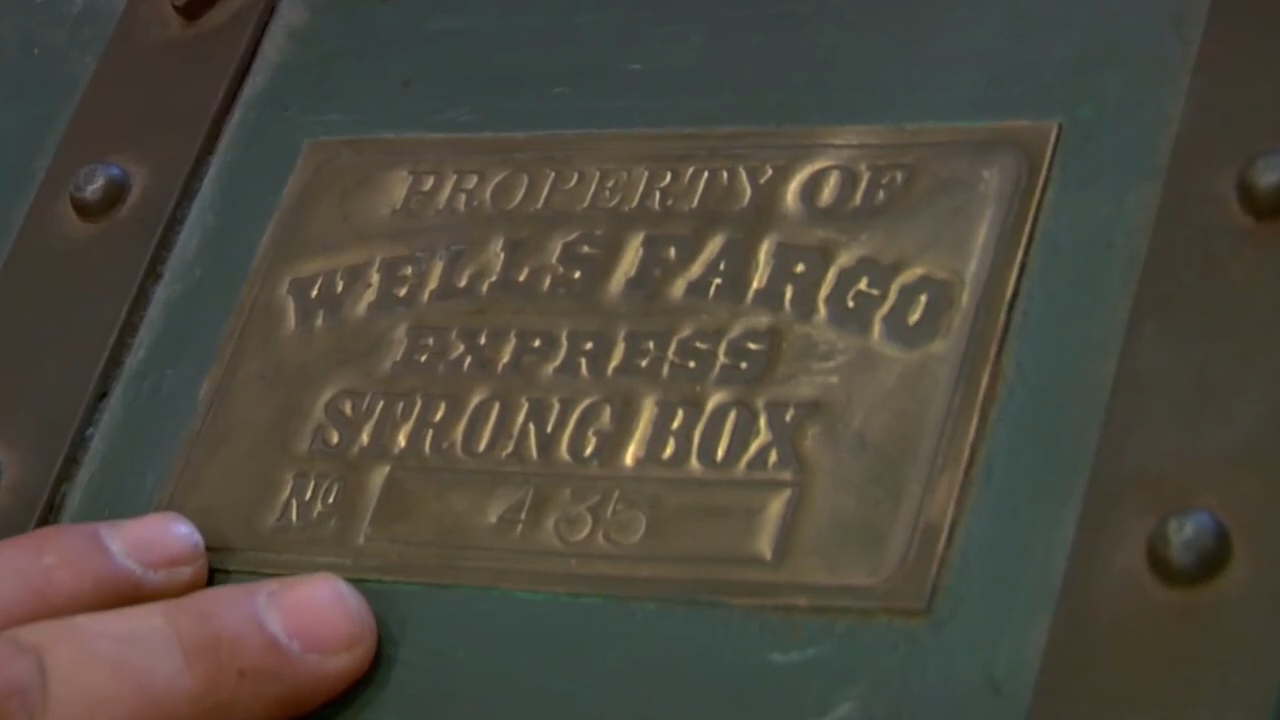 PROPERTY OF
WELLS FARGO
EXPRESS
STRONG BOX
No 435